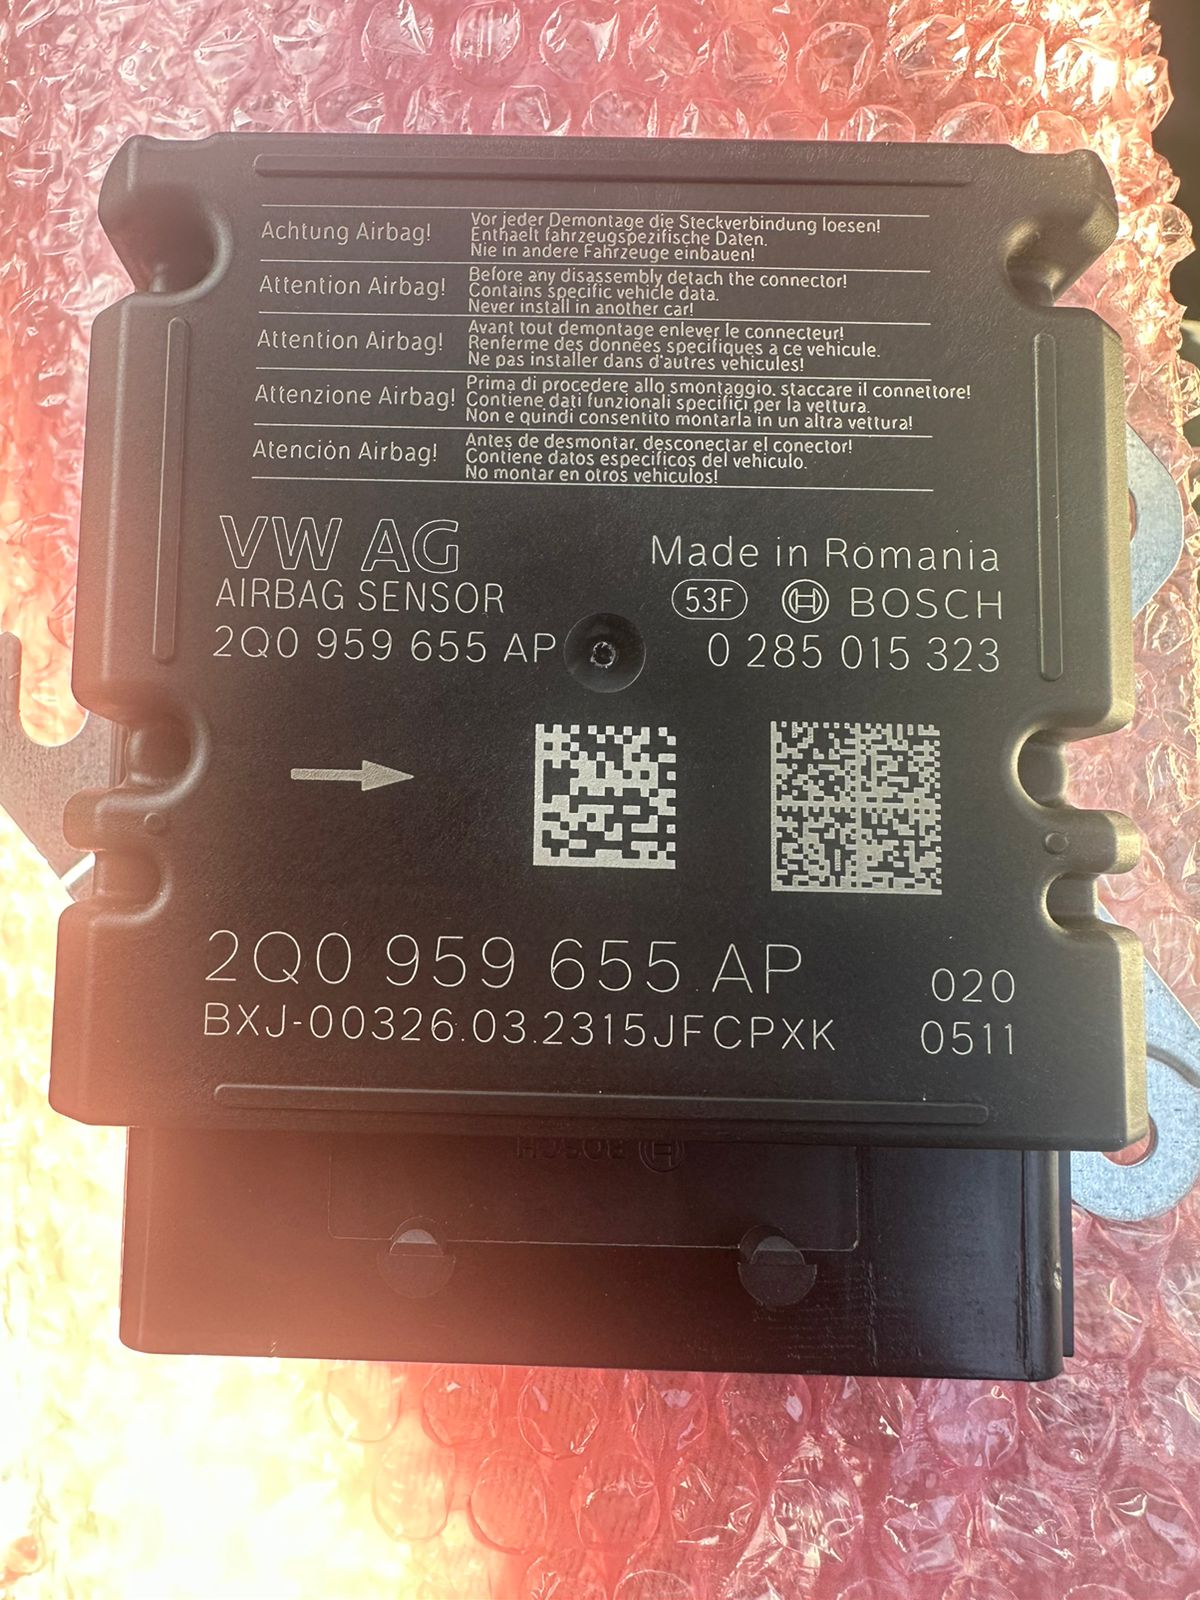 Achtung Airbag!
Vor jeder Demontage die Steckverbindung loesen!
Enthaelt fahrzeugspezifische Daten.
Nie in andere Fahrzeuge einbauen!
Attention Airbag!
Before any disassembly detach the connector!
Contains specific vehicle data.
Never install in another car!
Attention Airbag!
Avant tout demontage enlever le connecteur!
Renferme des données specifiques a ce vehicule.
Ne pas installer dans d'autres vehicules!
Attenzione Airbag!
Prima di procedere allo smontaggio, staccare il connettore!
Contiene dati funzionali specifici per la vettura.
Non e quindi consentito montarla in un altra vettura!
Atención Airbag!
Antes de desmontar, desconectar el conector!
Contiene datos especificos del vehiculo.
No montar en otros vehiculos!
VW AG
AIRBAG SENSOR
2Q0 959 655 AP
Made in Romania
53F BOSCH
0 285 015 323
2Q0 959 655 AP 020
BXJ-00326.03.2315JFCPXK 0511
BOSCH